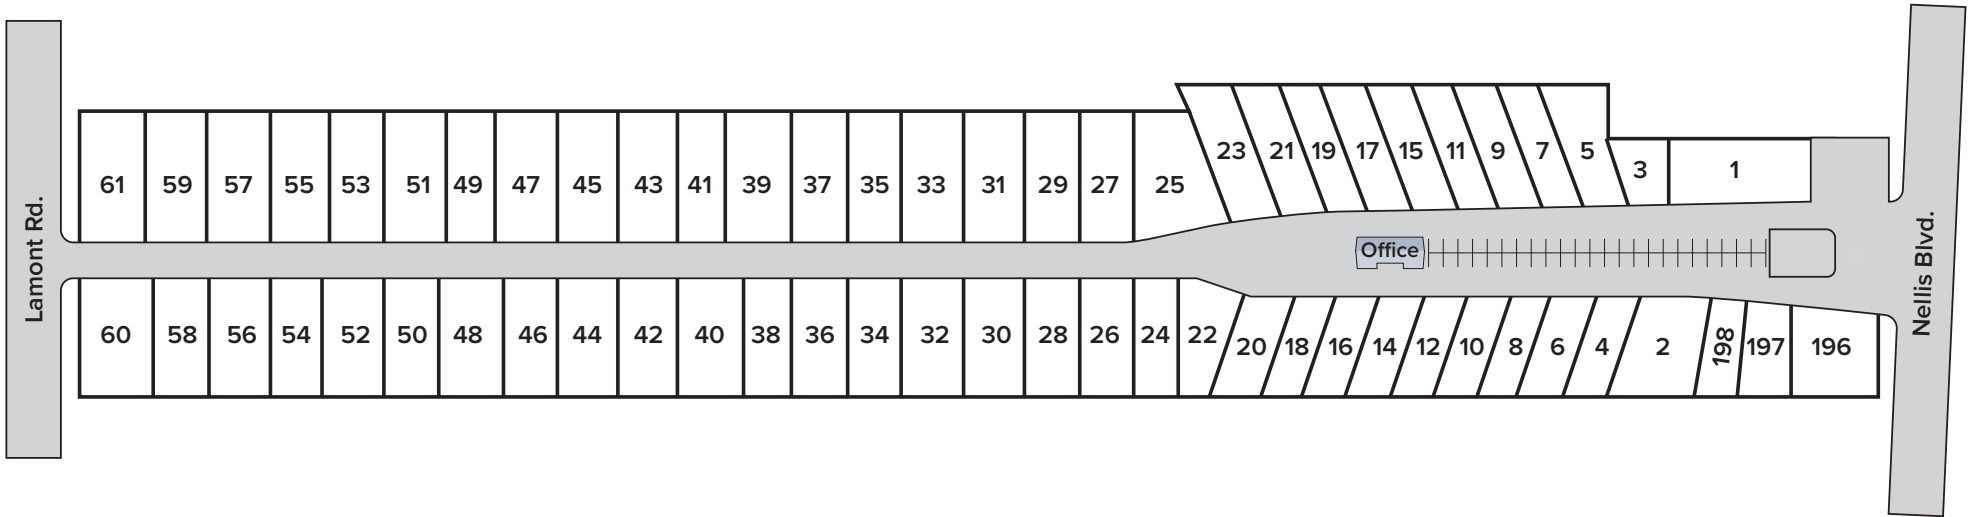 23 21 19 17 15 11 9 7 5
3 1
61 59 57 55 53 51 49 47 45 43 41 39 37 35 33 31 29 27 25
Lamont Rd.
Office
Nellis Blvd.
60 58 56 54 52 50 48 46 44 42 40 38 36 34 32 30 28 26 24 22
20 18 16 14 12 10 8 6 4 2 198 197 196